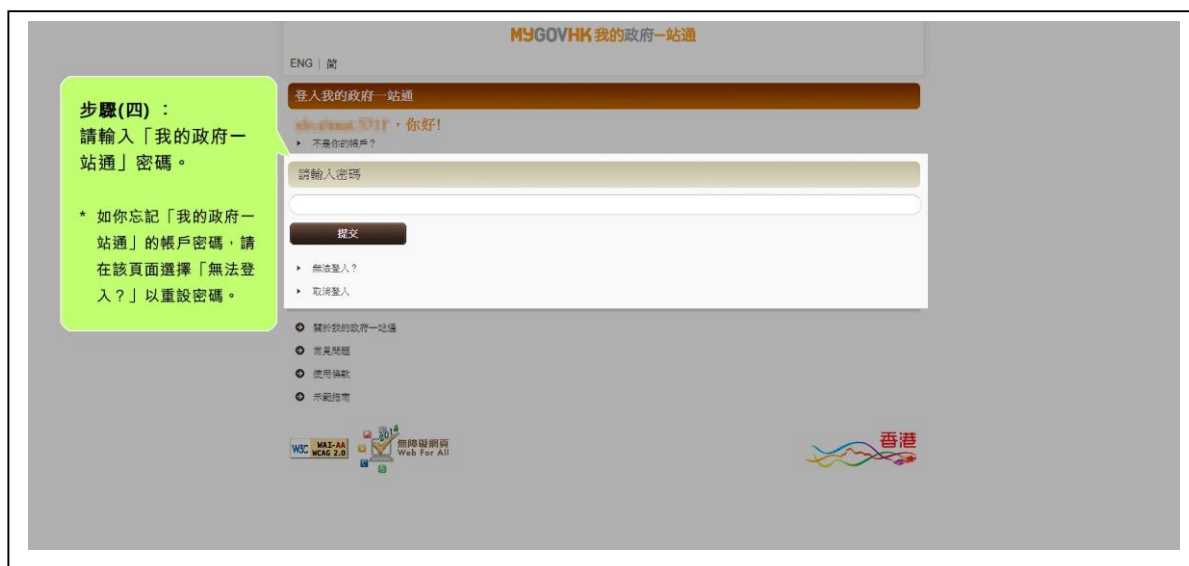 MYGOVHK 我的政府一站通
ENG | 简
登入我的政府一站通
，你好!
不是你的帳戶？
步驟(四) ：
請輸入「我的政府一
站通」密碼。
* 如你忘記「我的政府一
站通」的帳戶密碼，請
在該頁面選擇「無法登
入？」以重設密碼。
請輸入密碼
提交
無法登入？
取消登入
關於我的政府一站通
常見問題
使用條款
示範指南
W3C WAI-AA
WCAG 2.0
2014
無障礙網頁
Web For All
香港